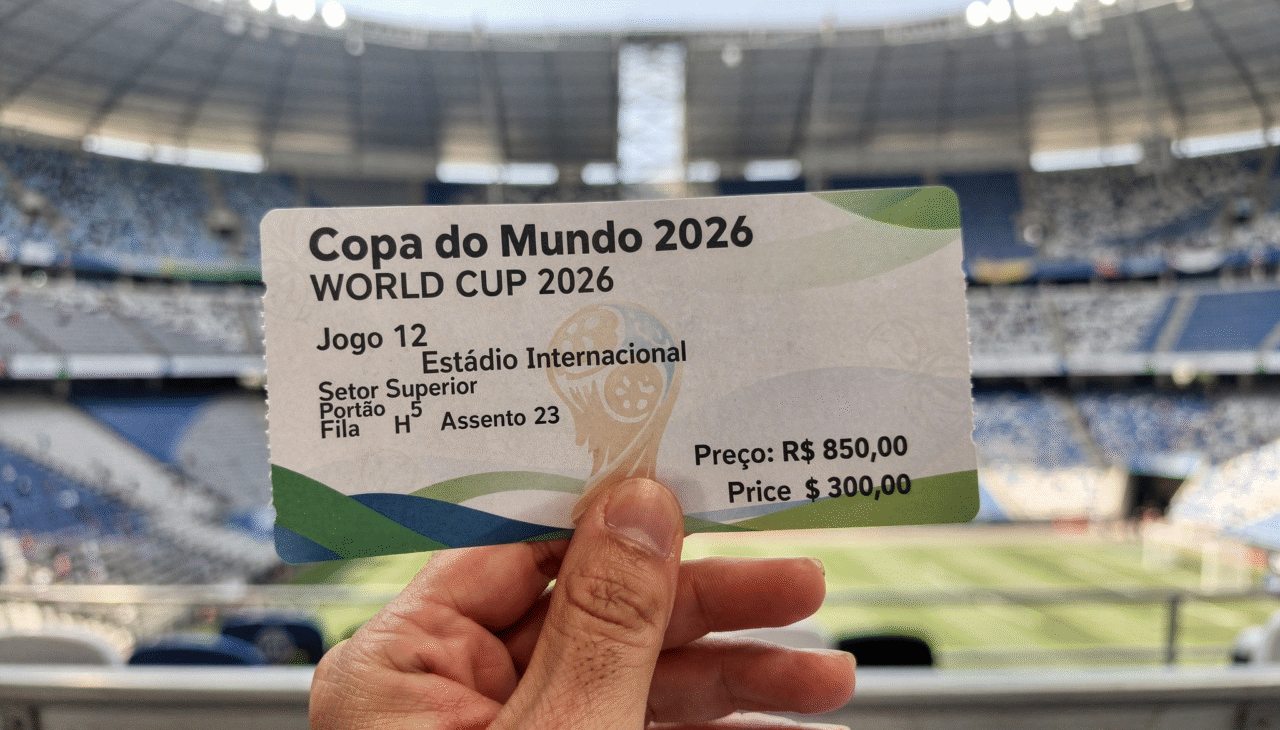 Copa do Mundo 2026
WORLD CUP 2026
Jogo 12
Estádio Internacional
Setor Superior
Portão 5
Fila H Assento 23
Preço: R$ 850,00
Price $ 300,00